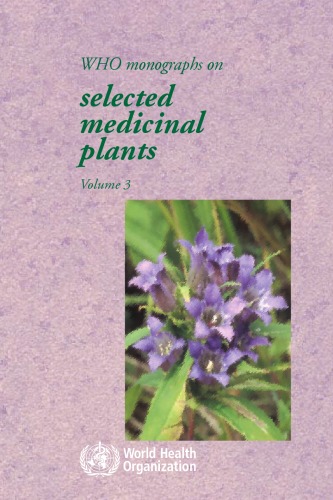 WHO monographs on
selected
medicinal
plants
Volume 3
World Health
Organization